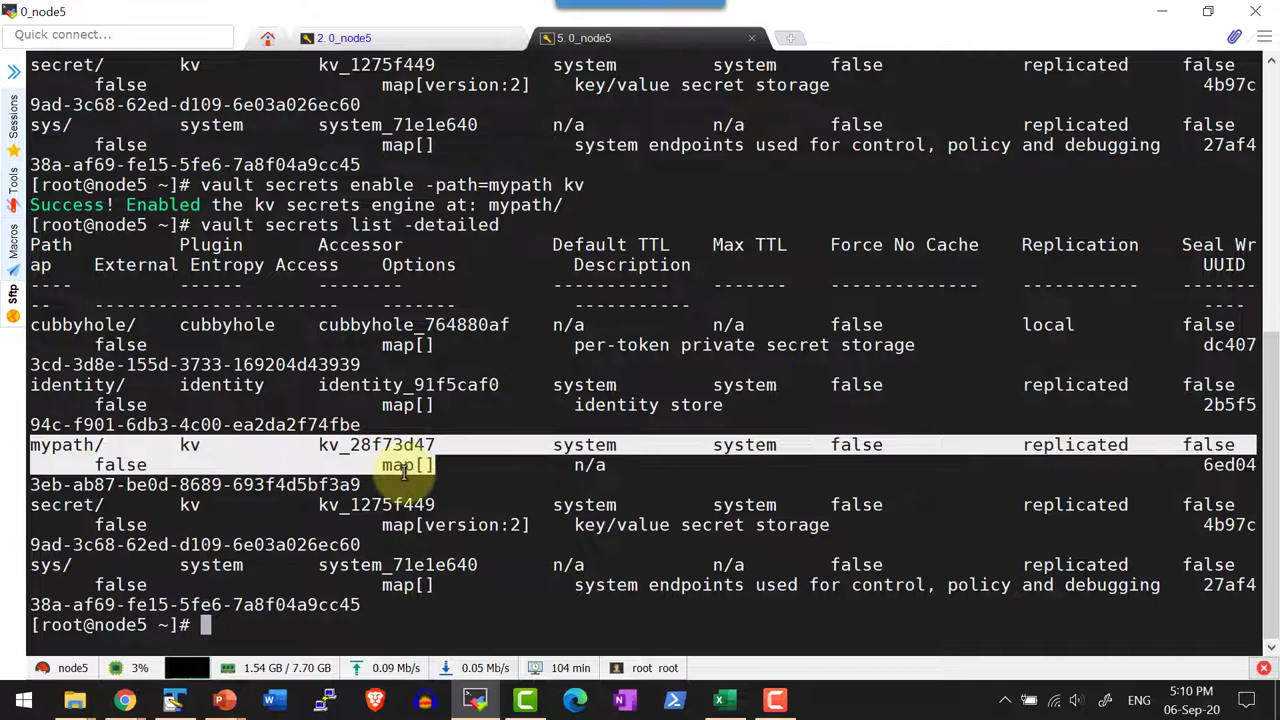 0_node5
Quick connect...
2. 0_node5
5. 0_node5
Sessions
Tools
Macros
Sftp
secret/ kv kv_1275f449 system system false replicated false
false map[version:2] key/value secret storage 4b97c
9ad-3c68-62ed-d109-6e03a026ec60
sys/ system system_71e1e640 n/a n/a false replicated false
false map[] system endpoints used for control, policy and debugging 27af4
38a-af69-fe15-5fe6-7a8f04a9cc45
[root@node5 ~]# vault secrets enable -path=mypath kv
Success! Enabled the kv secrets engine at: mypath/
[root@node5 ~]# vault secrets list -detailed
Path Plugin Accessor Default TTL Max TTL Force No Cache Replication Seal Wr
ap External Entropy Access Options Description UUID
---- ------ -------- ----------- ------- -------------- ----------- -------
-- ----------------------- ------- ----------- ----
cubbyhole/ cubbyhole cubbyhole_764880af n/a n/a false local false
false map[] per-token private secret storage dc407
3cd-3d8e-155d-3733-169204d43939
identity/ identity identity_91f5caf0 system system false replicated false
false map[] identity store 2b5f5
94c-f901-6db3-4c00-ea2da2f74fbe
mypath/ kv kv_28f73d47 system system false replicated false
false map[] n/a 6ed04
3eb-ab87-be0d-8689-693f4d5bf3a9
secret/ kv kv_1275f449 system system false replicated false
false map[version:2] key/value secret storage 4b97c
9ad-3c68-62ed-d109-6e03a026ec60
sys/ system system_71e1e640 n/a n/a false replicated false
false map[] system endpoints used for control, policy and debugging 27af4
38a-af69-fe15-5fe6-7a8f04a9cc45
[root@node5 ~]#
node5 3% 1.54 GB / 7.70 GB 0.09 Mb/s 0.05 Mb/s 104 min root root
ENG
5:10 PM
06-Sep-20